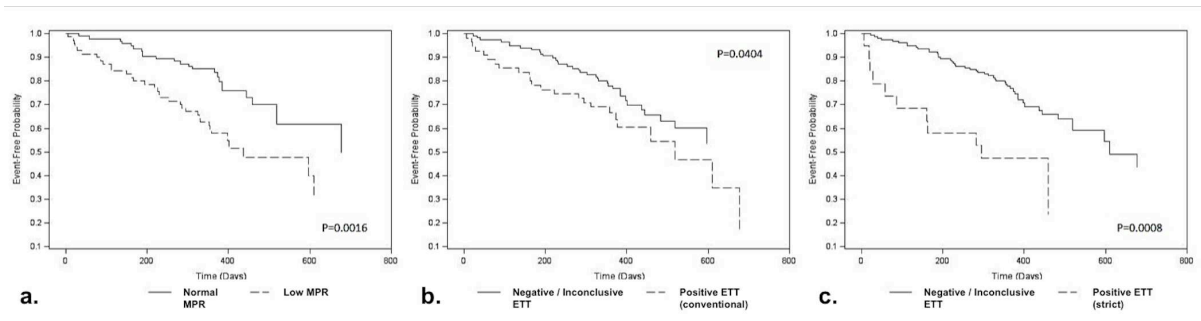 1.0
0.9
0.8
0.7
0.6
0.5
0.4
0.3
0.2
0.1
Event-Free Probability
P=0.0016
0 200 400 600 800
Time (Days)
a.
Normal MPR
Low MPR
1.0
0.9
0.8
0.7
0.6
0.5
0.4
0.3
0.2
0.1
Event-Free Probability
P=0.0404
0 200 400 600 800
Time (Days)
b.
Negative / Inconclusive
ETT
Positive ETT
(conventional)
1.0
0.9
0.8
0.7
0.6
0.5
0.4
0.3
0.2
0.1
Event-Free Probability
P=0.0008
0 200 400 600 800
Time (Days)
c.
Negative / Inconclusive
ETT
Positive ETT
(strict)